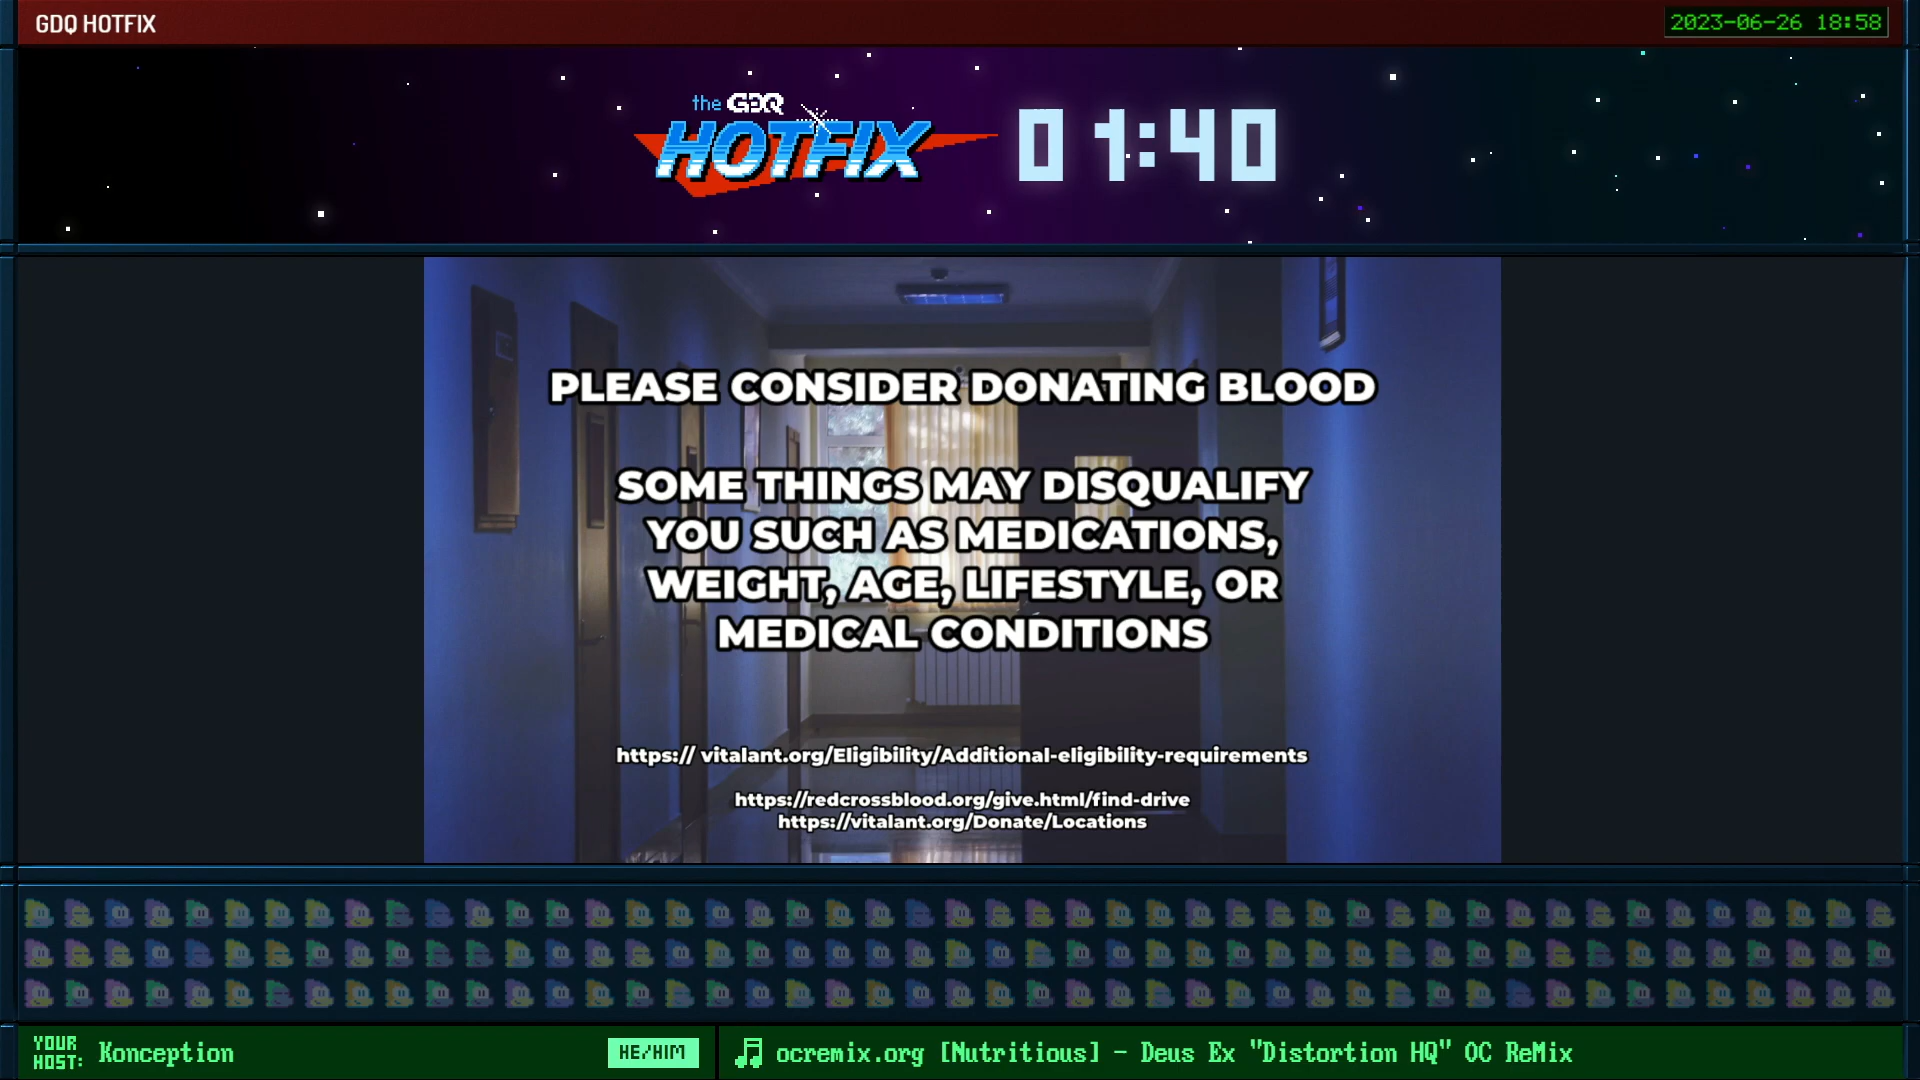 GDQ HOTFIX
2023-06-26 18:58
the GDQ
HOTFIX
01:40
PLEASE CONSIDER DONATING BLOOD
SOME THINGS MAY DISQUALIFY
YOU SUCH AS MEDICATIONS,
WEIGHT, AGE, LIFESTYLE, OR
MEDICAL CONDITIONS
https:// vitalant.org/Eligibility/Additional-eligibility-requirements
https://redcrossblood.org/give.html/find-drive
https://vitalant.org/Donate/Locations
YOUR
HOST: Konception
HE/HIM
ocremix.org [Nutritious] - Deus Ex "Distortion HQ" OC ReMix